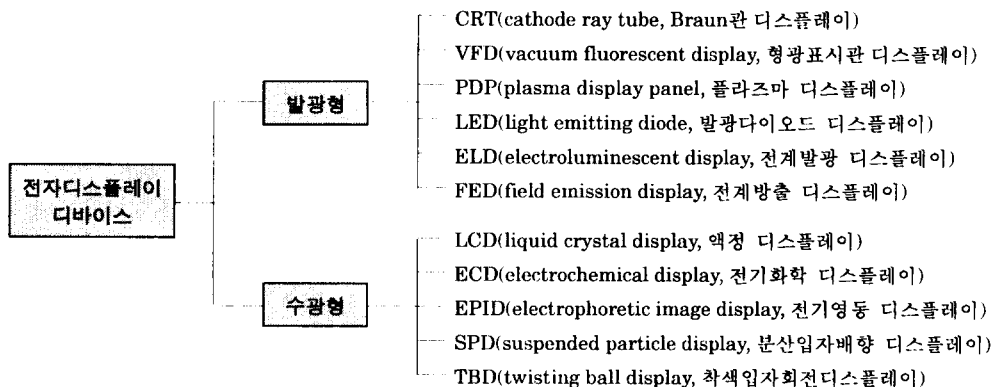 CRT(cathode ray tube, Braun관 디스플레이)
VFD(vacuum fluorescent display, 형광표시관 디스플레이)
발광형
PDP(plasma display panel, 플라즈마 디스플레이)
LED(light emitting diode, 발광다이오드 디스플레이)
ELD(electroluminescent display, 전계발광 디스플레이)
FED(field emission display, 전계방출 디스플레이)
전자디스플레이
디바이스
LCD(liquid crystal display, 액정 디스플레이)
ECD(electrochemical display, 전기화학 디스플레이)
수광형
EPID(electrophoretic image display, 전기영동 디스플레이)
SPD(suspended particle display, 분산입자배향 디스플레이)
TBD(twisting ball display, 착색입자회전디스플레이)